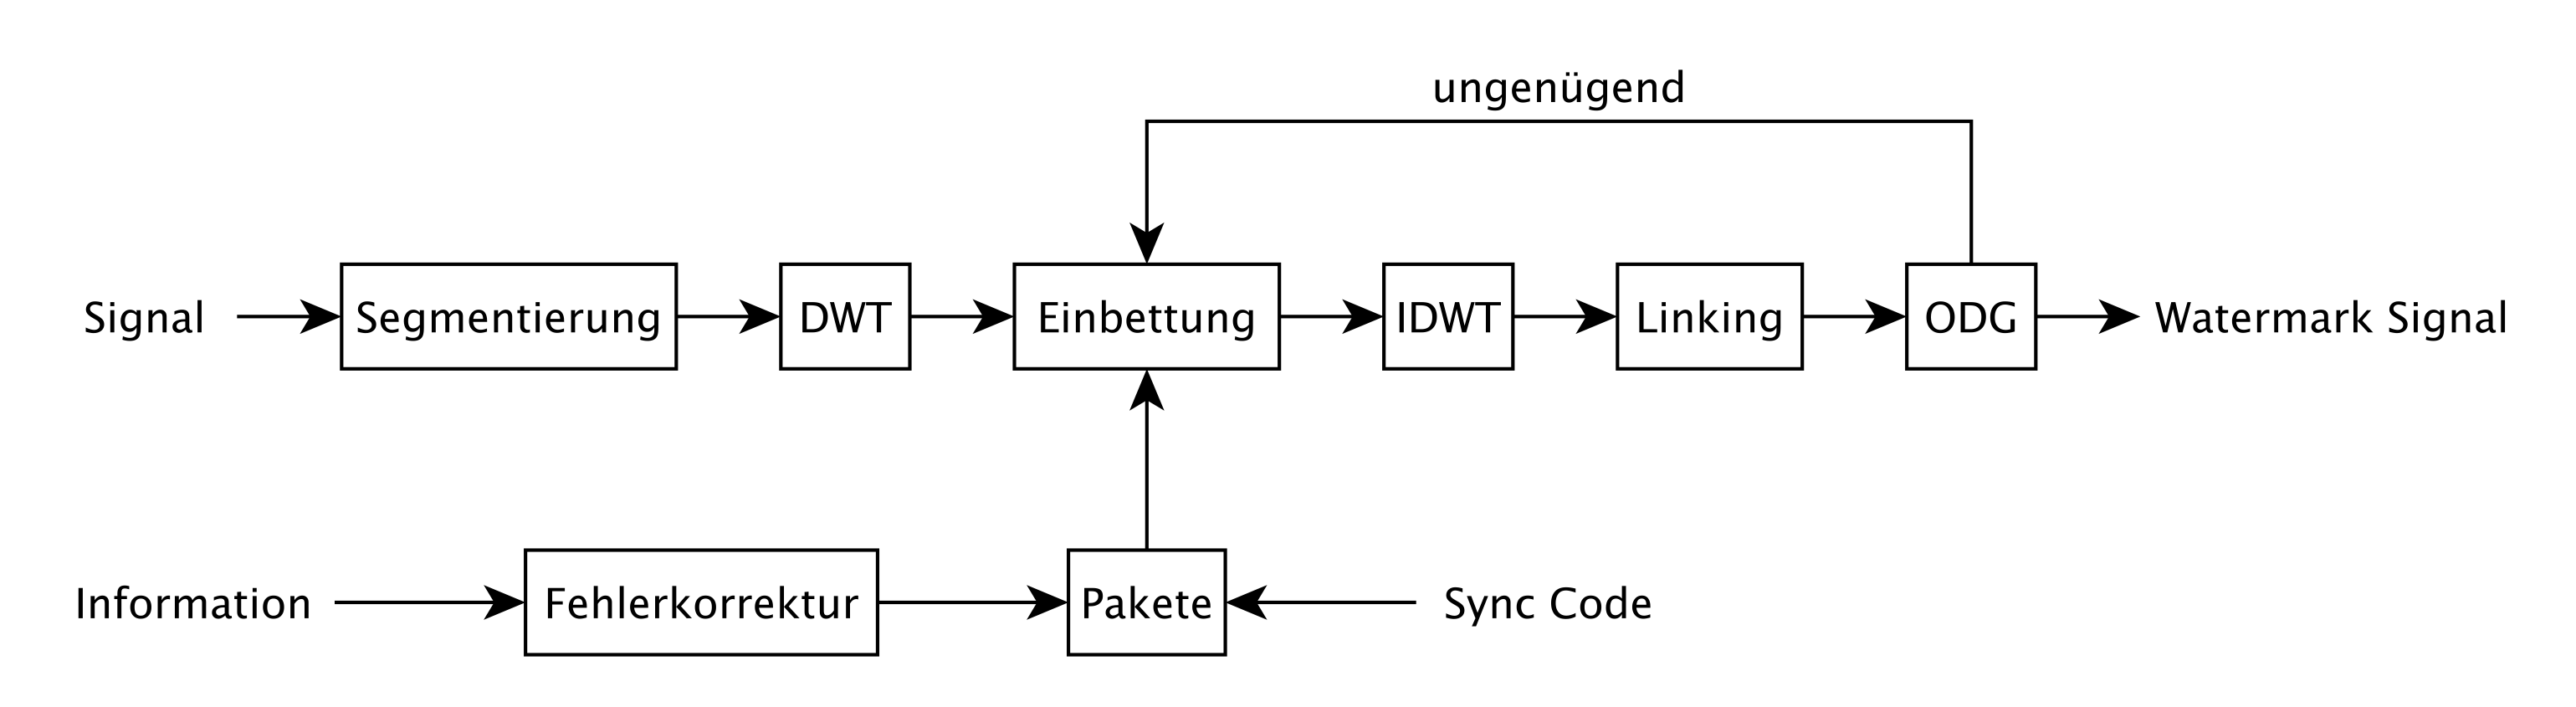 ungenügend
Signal
Segmentierung
DWT
Einbettung
IDWT
Linking
ODG
Watermark Signal
Information
Fehlerkorrektur
Pakete
Sync Code